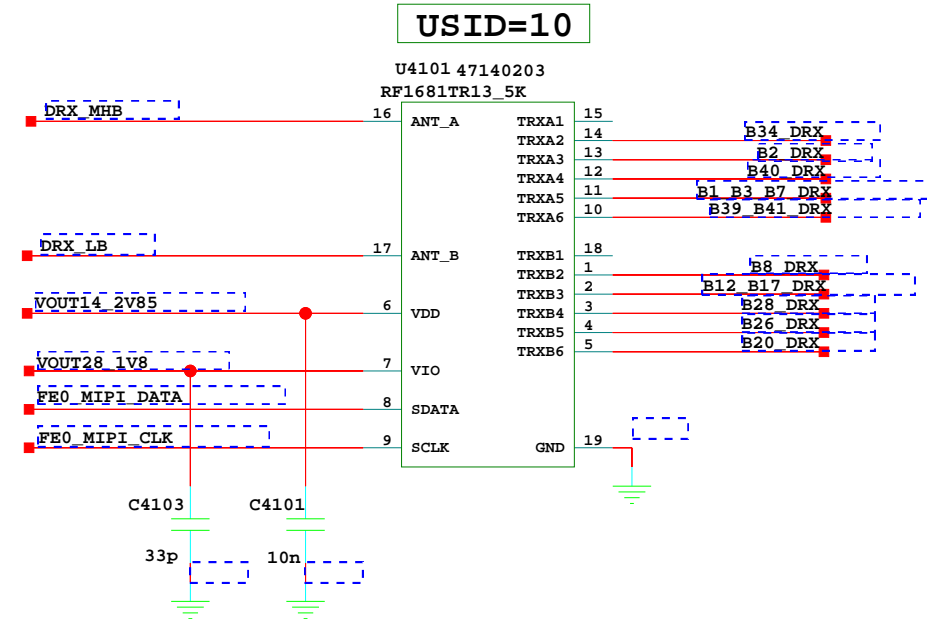 USID=10
U4101 47140203
RF1681TR13_5K
DRX_MHB 16 ANT_A TRXA1 15
TRXA2 14 B34_DRX
TRXA3 13 B2_DRX
TRXA4 12 B40_DRX
TRXA5 11 B1_B3_B7_DRX
TRXA6 10 B39_B41_DRX
DRX_LB 17 ANT_B TRXB1 18
TRXB2 1 B8_DRX
TRXB3 2 B12_B17_DRX
VOUT14_2V85 6 VDD TRXB4 3 B28_DRX
TRXB5 4 B26_DRX
TRXB6 5 B20_DRX
VOUT28_1V8 7 VIO
FE0_MIPI_DATA 8 SDATA
FE0_MIPI_CLK 9 SCLK GND 19
C4103 C4101
33p 10n